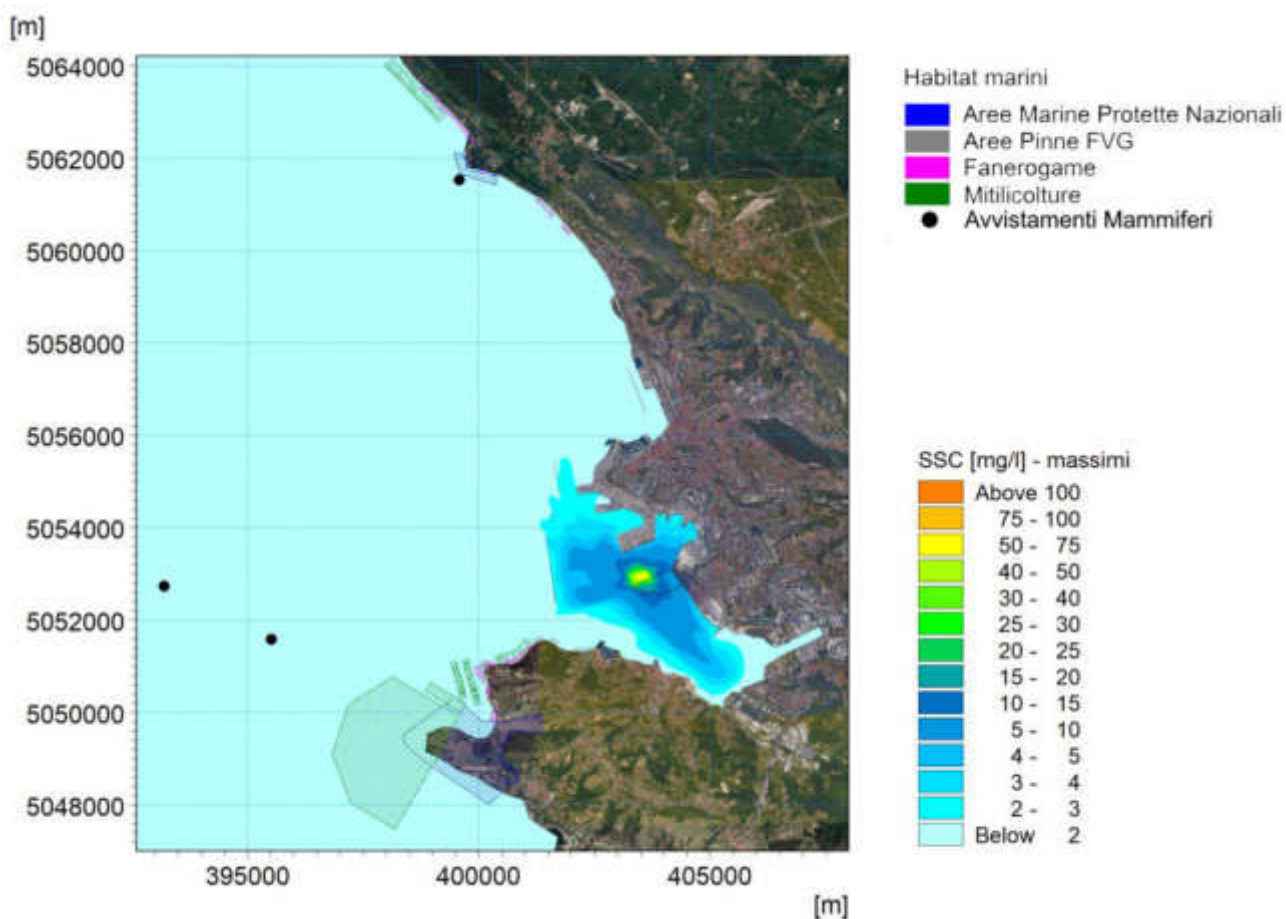 [m]
5064000
5062000
5060000
5058000
5056000
5054000
5052000
5050000
5048000
395000
400000
405000
[m]
Habitat marini
Aree Marine Protette Nazionali
Aree Pinne FVG
Fanerogame
Mitilicolture
Avvistamenti Mammiferi
SSC [mg/l] - massimi
Above 100
75 - 100
50 - 75
40 - 50
30 - 40
25 - 30
20 - 25
15 - 20
10 - 15
5 - 10
4 - 5
3 - 4
2 - 3
Below 2